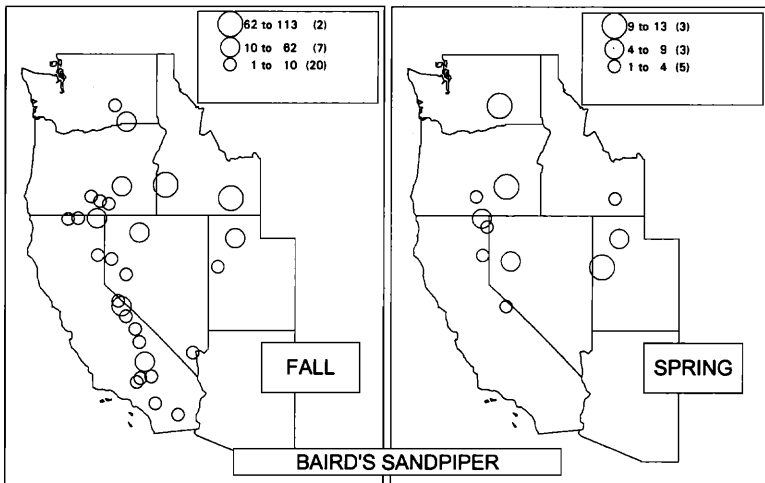 62 to 113 (2)
10 to 62 (7)
1 to 10 (20)
9 to 13 (3)
4 to 9 (3)
1 to 4 (5)
FALL
SPRING
BAIRD'S SANDPIPER